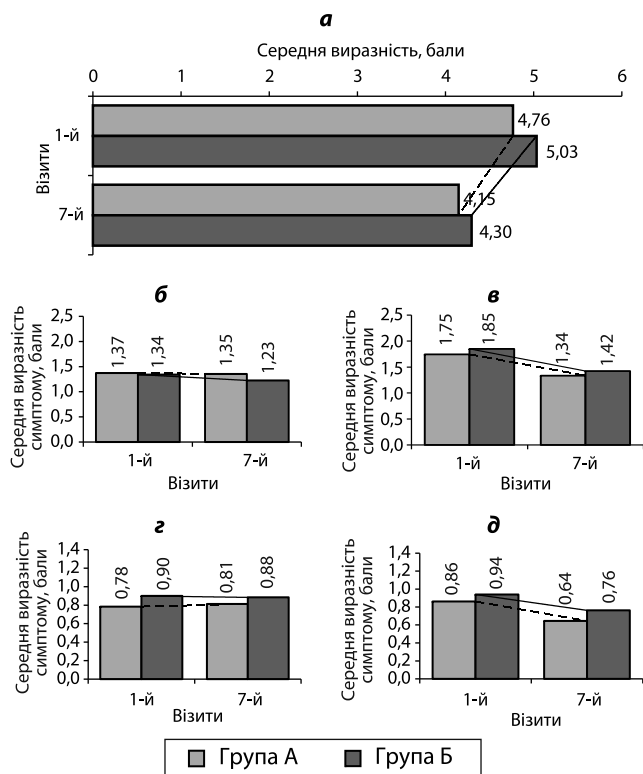 а
Середня виразність, бали
0 1 2 3 4 5 6
Візити
1-й
4,76
5,03
7-й
4,15
4,30
б
Середня виразність
симптому, бали
2,5
2,0
1,5
1,0
0,5
0,0
1,37 1,34 1,35 1,23
1-й 7-й
Візити
в
Середня виразність
симптому, бали
2,5
2,0
1,5
1,0
0,5
0,0
1,75 1,85 1,34 1,42
1-й 7-й
Візити
г
Середня виразність
симптому, бали
1,4
1,2
1,0
0,8
0,6
0,4
0,2
0,0
0,78 0,90 0,81 0,88
1-й 7-й
Візити
д
Середня виразність
симптому, бали
1,4
1,2
1,0
0,8
0,6
0,4
0,2
0,0
0,86 0,94 0,64 0,76
1-й 7-й
Візити
Група А Група Б